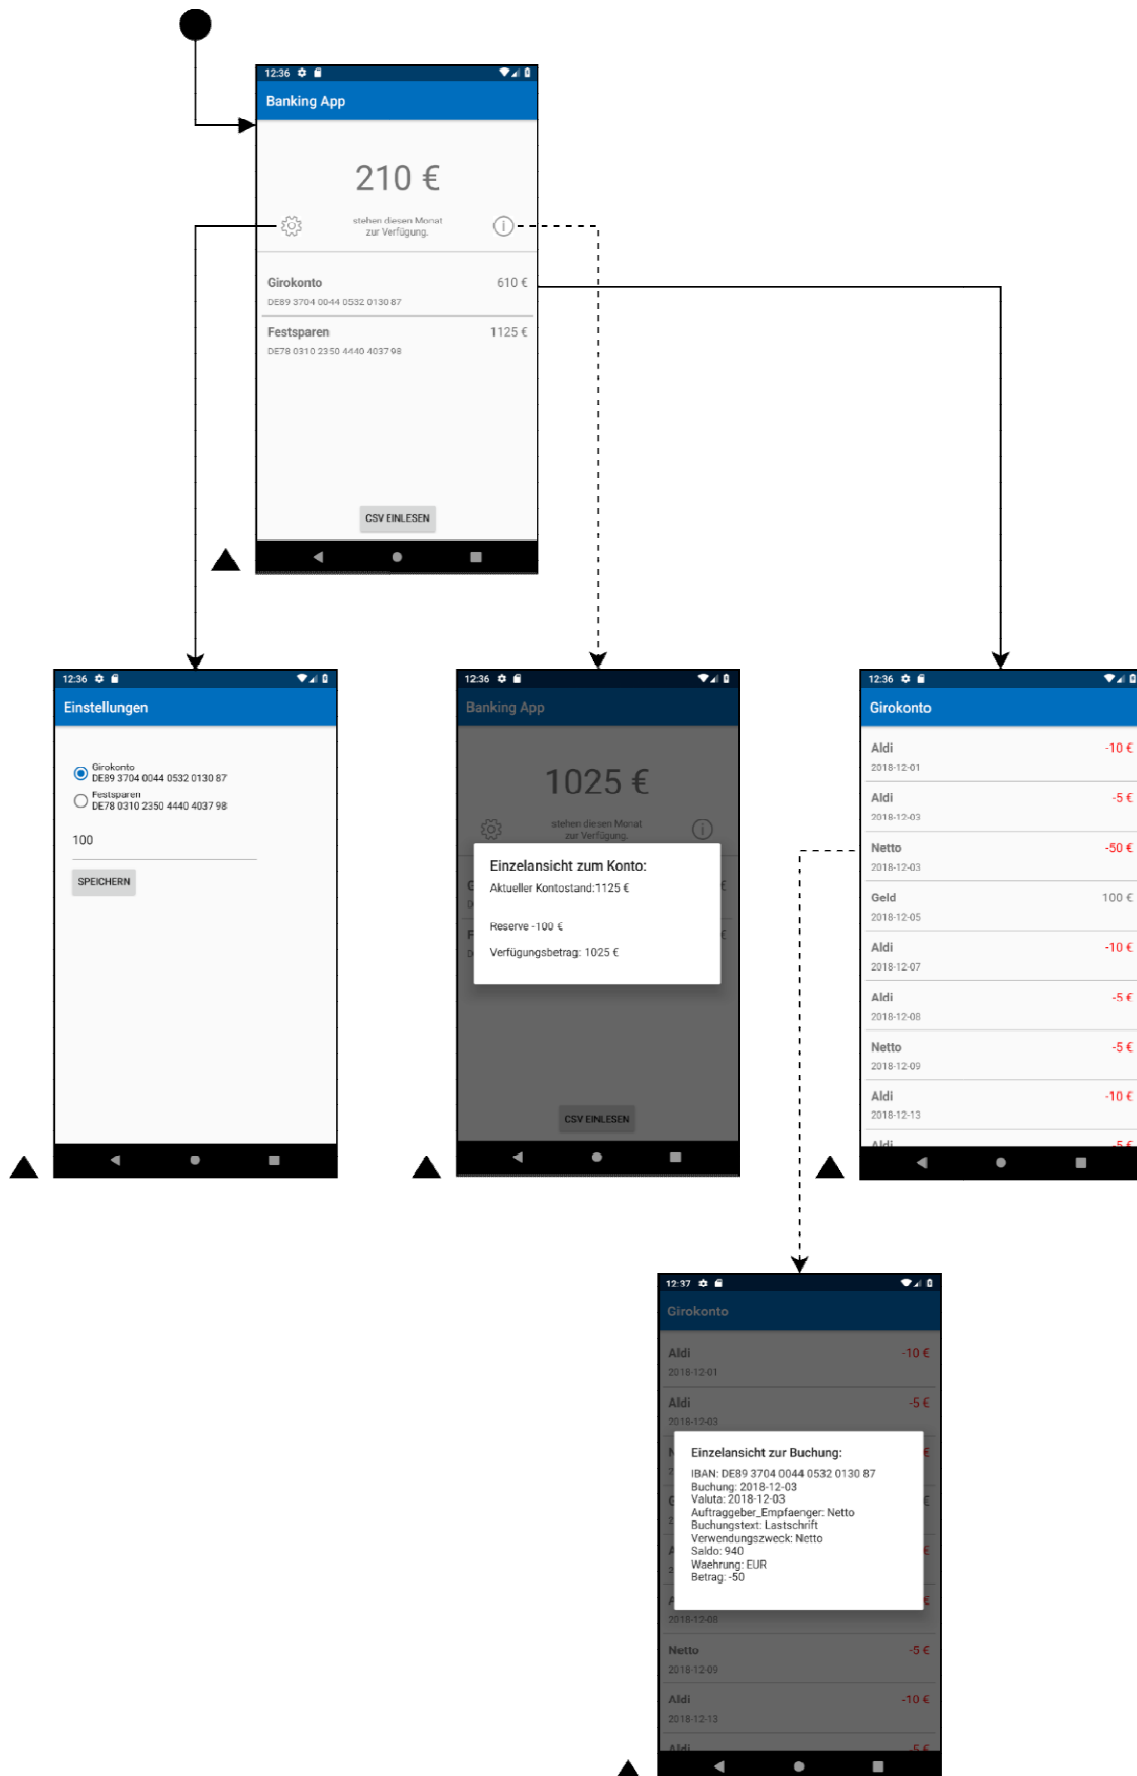 12:36
Banking App
210 €
stehen diesen Monat
zur Verfügung.
Girokonto 610 €
DE89 3704 0044 0532 0130 87
Festsparen 1125 €
DE78 0310 2350 4440 4037 98
CSV EINLESEN
12:36
Einstellungen
Girokonto
DE89 3704 0044 0532 0130 87
Festsparen
DE78 0310 2350 4440 4037 98
100
SPEICHERN
12:36
Banking App
1025 €
stehen diesen Monat
zur Verfügung.
Einzelansicht zum Konto:
Aktueller Kontostand:1125 €
Reserve -100 €
Verfügungsbetrag: 1025 €
CSV EINLESEN
12:36
Girokonto
Aldi -10 €
2018-12-01
Aldi -5 €
2018-12-03
Netto -50 €
2018-12-03
Geld 100 €
2018-12-05
Aldi -10 €
2018-12-07
Aldi -5 €
2018-12-08
Netto -5 €
2018-12-09
Aldi -10 €
2018-12-13
Aldi -5 €
12:37
Girokonto
Aldi -10 €
2018-12-01
Aldi -5 €
2018-12-03
Einzelansicht zur Buchung:
IBAN: DE89 3704 0044 0532 0130 87
Buchung: 2018-12-03
Valuta: 2018-12-03
Auftraggeber_Empfaenger: Netto
Buchungstext: Lastschrift
Verwendungszweck: Netto
Saldo: 940
Waehrung: EUR
Betrag: -50
2018-12-08
Netto -5 €
2018-12-09
Aldi -10 €
2018-12-13
Aldi -5 €